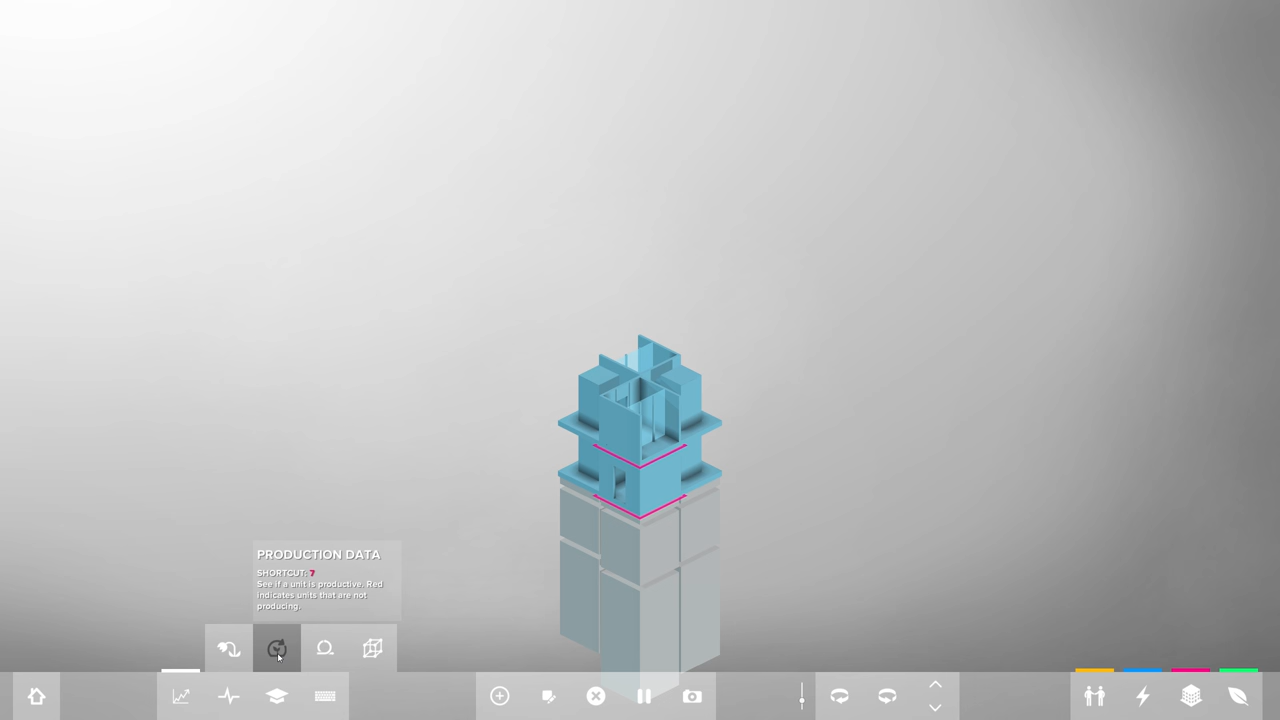 PRODUCTION DATA
SHORTCUT: 7
See if a unit is productive. Red
indicates units that are not
producing.